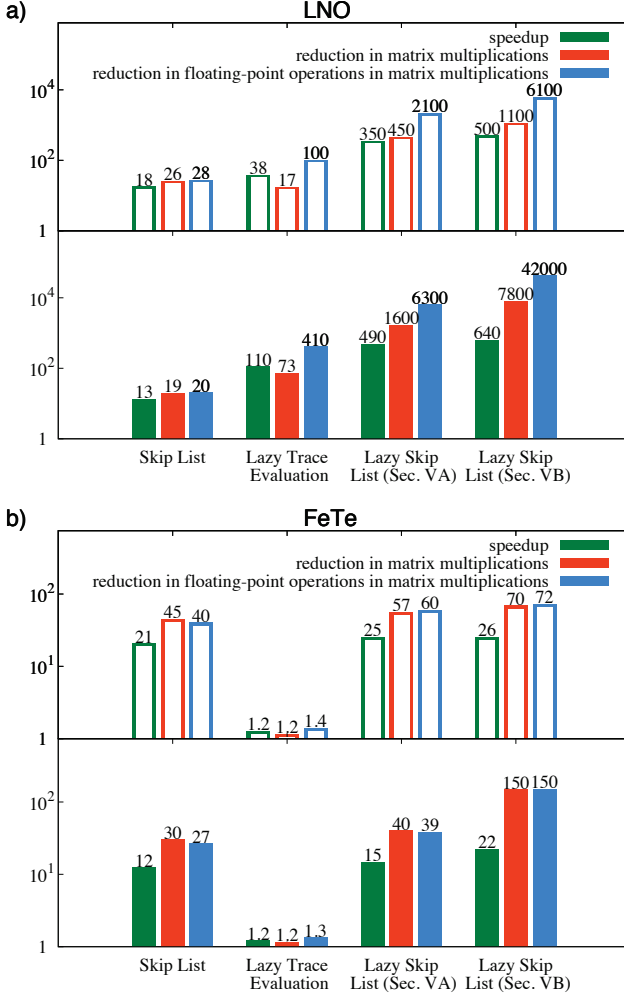 a)
LNO
speedup
reduction in matrix multiplications
reduction in floating-point operations in matrix multiplications
10^4
10^2
1
18 26 28
38 17 100
350 450 2100
500 1100 6100
10^4
10^2
1
13 19 20
110 73 410
490 1600 6300
640 7800 42000
Skip List
Lazy Trace
Evaluation
Lazy Skip
List (Sec. VA)
Lazy Skip
List (Sec. VB)
b)
FeTe
speedup
reduction in matrix multiplications
reduction in floating-point operations in matrix multiplications
10^2
10^1
1
21 45 40
1.2 1.2 1.4
25 57 60
26 70 72
10^2
10^1
1
12 30 27
1.2 1.2 1.3
15 40 39
22 150 150
Skip List
Lazy Trace
Evaluation
Lazy Skip
List (Sec. VA)
Lazy Skip
List (Sec. VB)